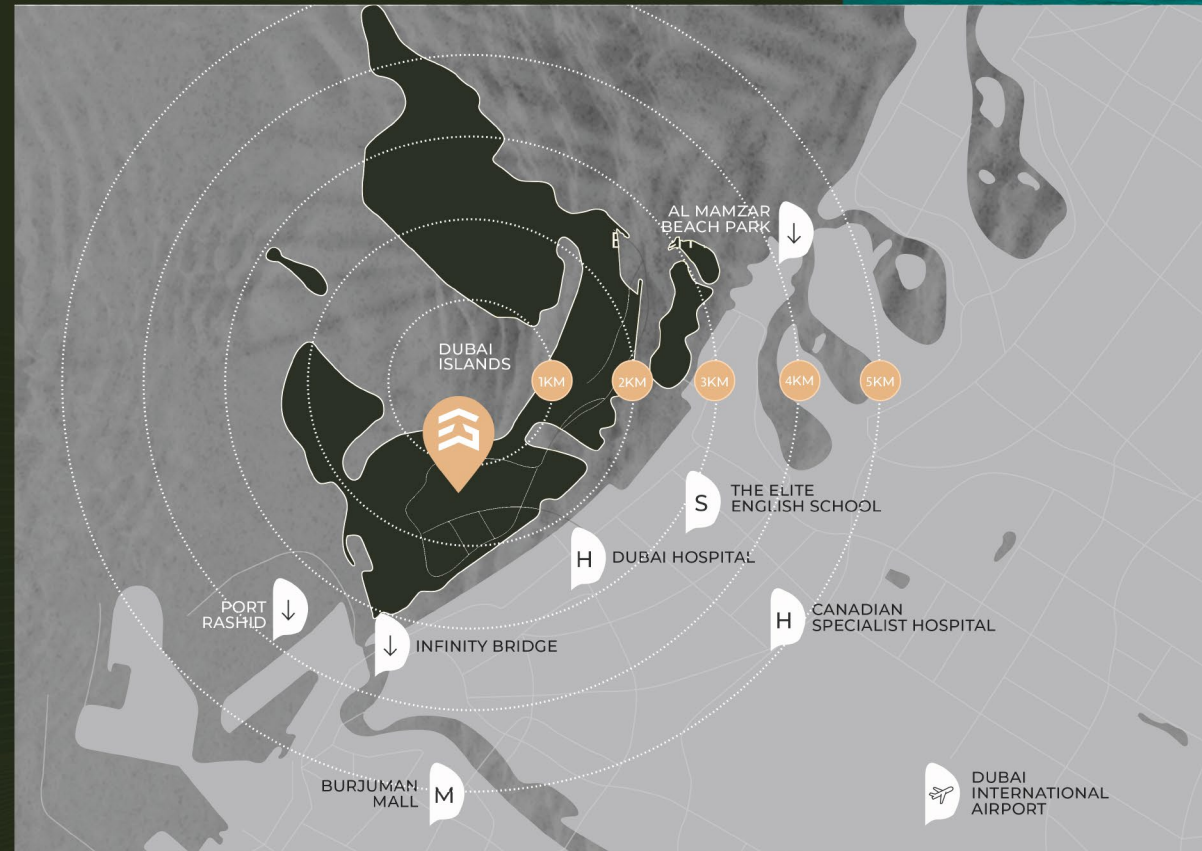 AL MAMZAR
BEACH PARK
DUBAI
ISLANDS
1KM
2KM
3KM
4KM
5KM
S
THE ELITE
ENGLISH SCHOOL
H
DUBAI HOSPITAL
PORT
RASHID
H
CANADIAN
SPECIALIST HOSPITAL
INFINITY BRIDGE
BURJUMAN
MALL
M
DUBAI
INTERNATIONAL
AIRPORT